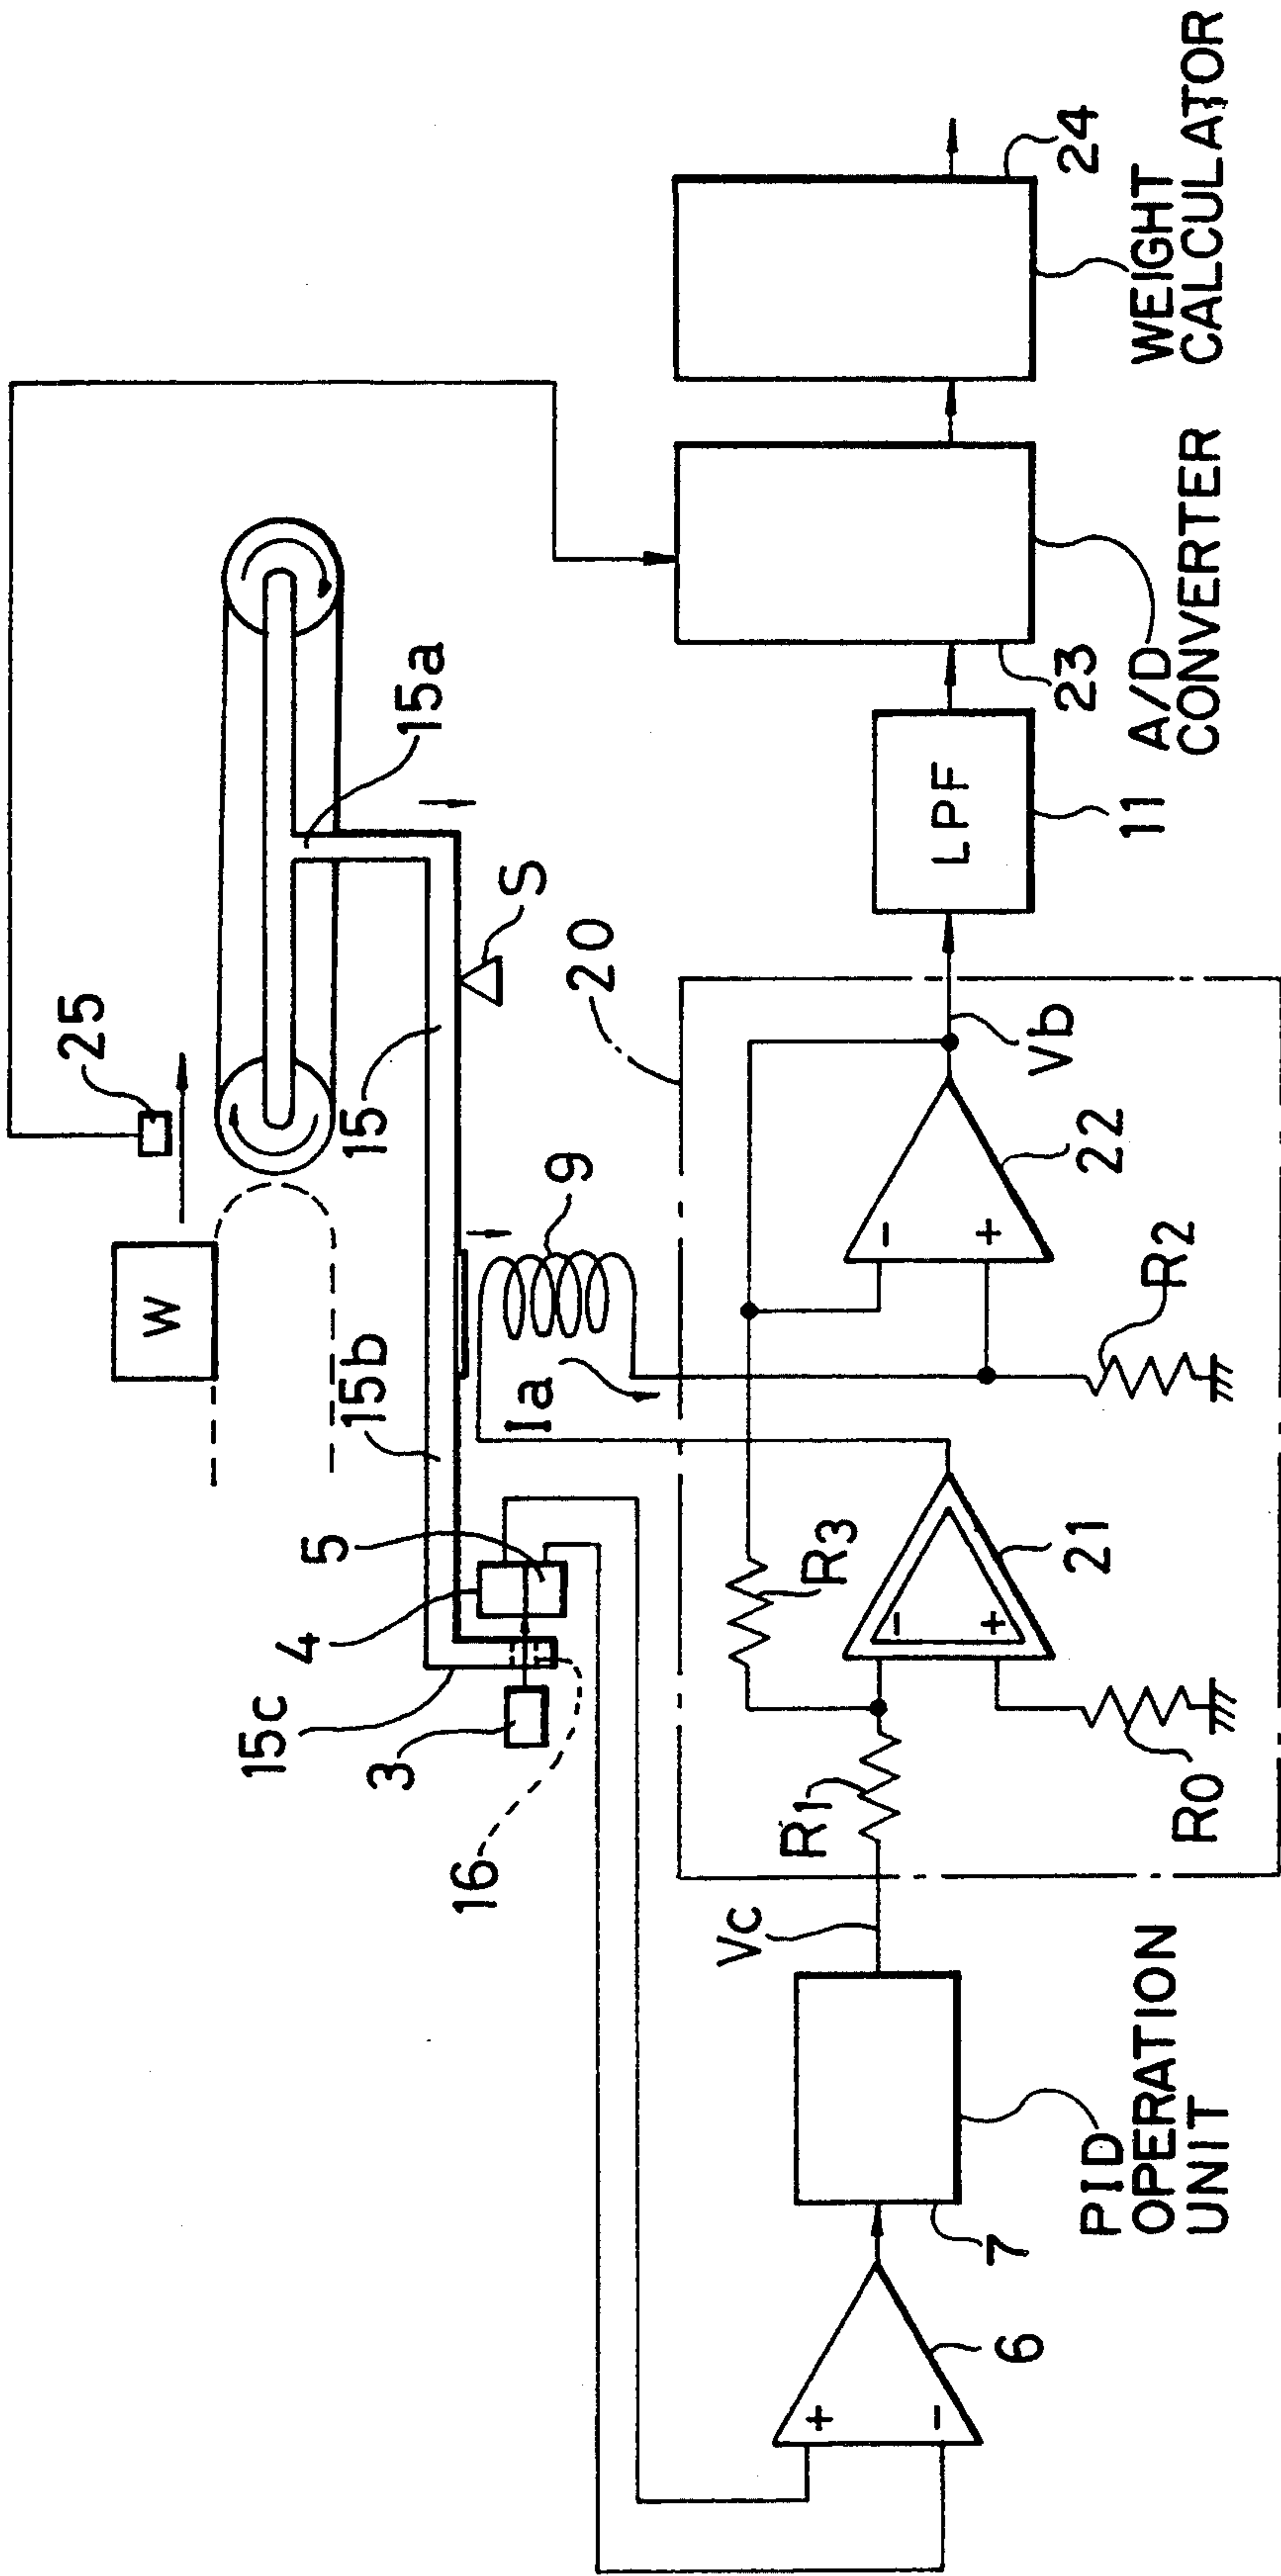 25
W
15a
15
S
15b
15c
3
4
5
16
9
Ia
20
Vc
R1
R3
R0
R2
-
+
21
-
+
22
Vb
+
-
6
7
PID
OPERATION
UNIT
LPF
11
23
A/D
CONVERTER
24
WEIGHT
CALCULATOR